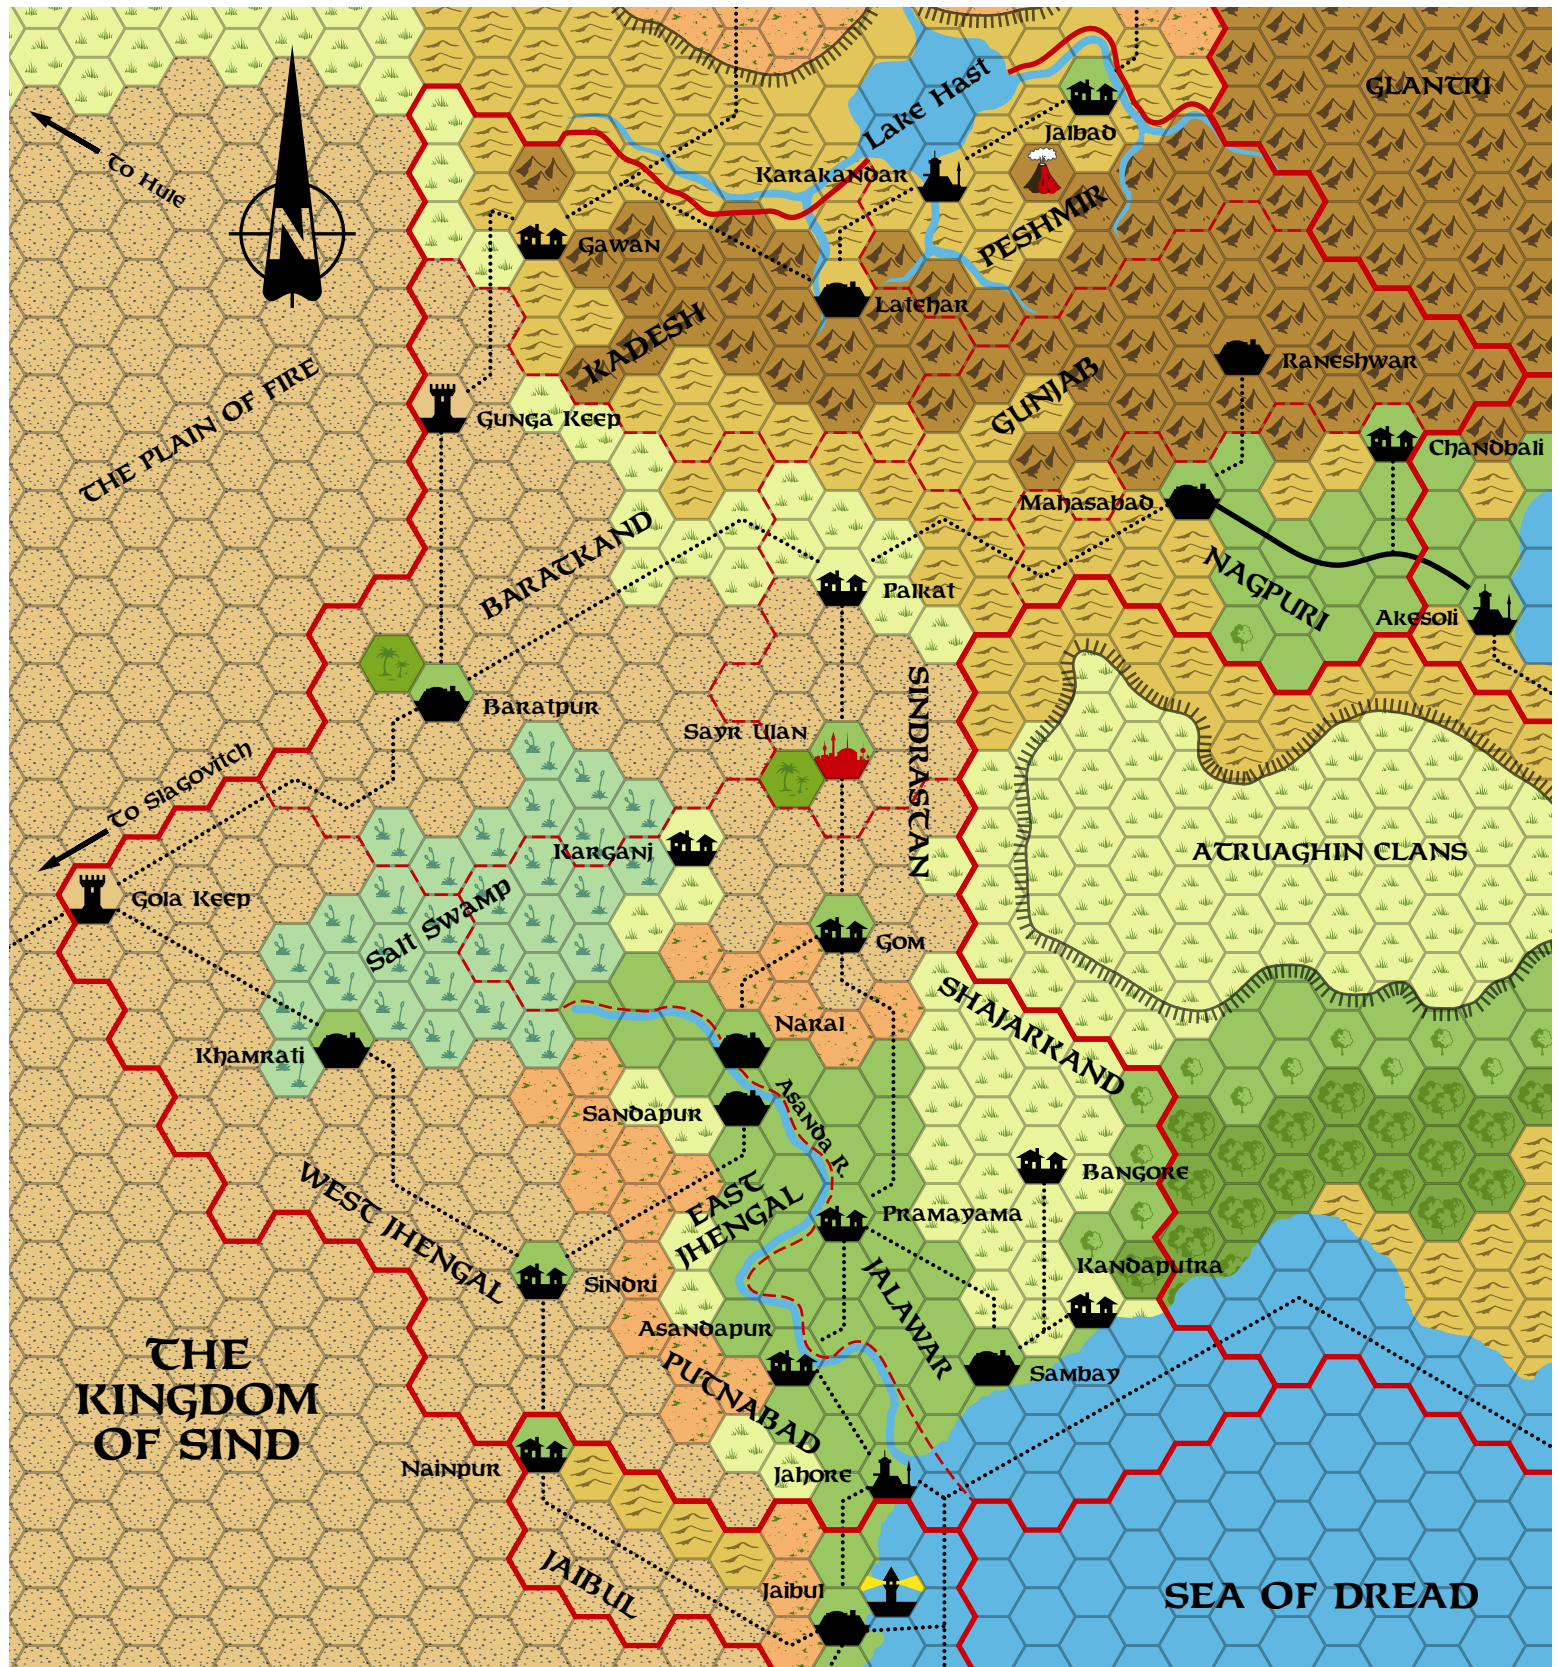 GLANTRI
Lake Hast
Jalbad
To Hule
Karakandar
PESHMIR
Gawan
Latehar
KADESH
Raneshwar
THE PLAIN OF FIRE
GUNJAB
Gunga Keep
Chandbali
Mahasabad
BARATKAND
NAGPURI
Palkat
Akesoli
SINDRASTAN
Baratpur
Sayr Ulan
To Slagovitch
Karganj
ATRUAGHIN CLANS
Gola Keep
Salt Swamp
Gom
SHAJARKAND
Naral
Khamrati
Sandapur
Asanda R
Bangore
WEST JHENGAL
EAST
JHENGAL
Pramayama
Kandaputra
Sindri
JALAWAR
Asandapur
THE
KINGDOM
OF SIND
PUTNABAD
Sambay
Nainpur
Jahore
JAIBUL
Jaibul
SEA OF DREAD
N